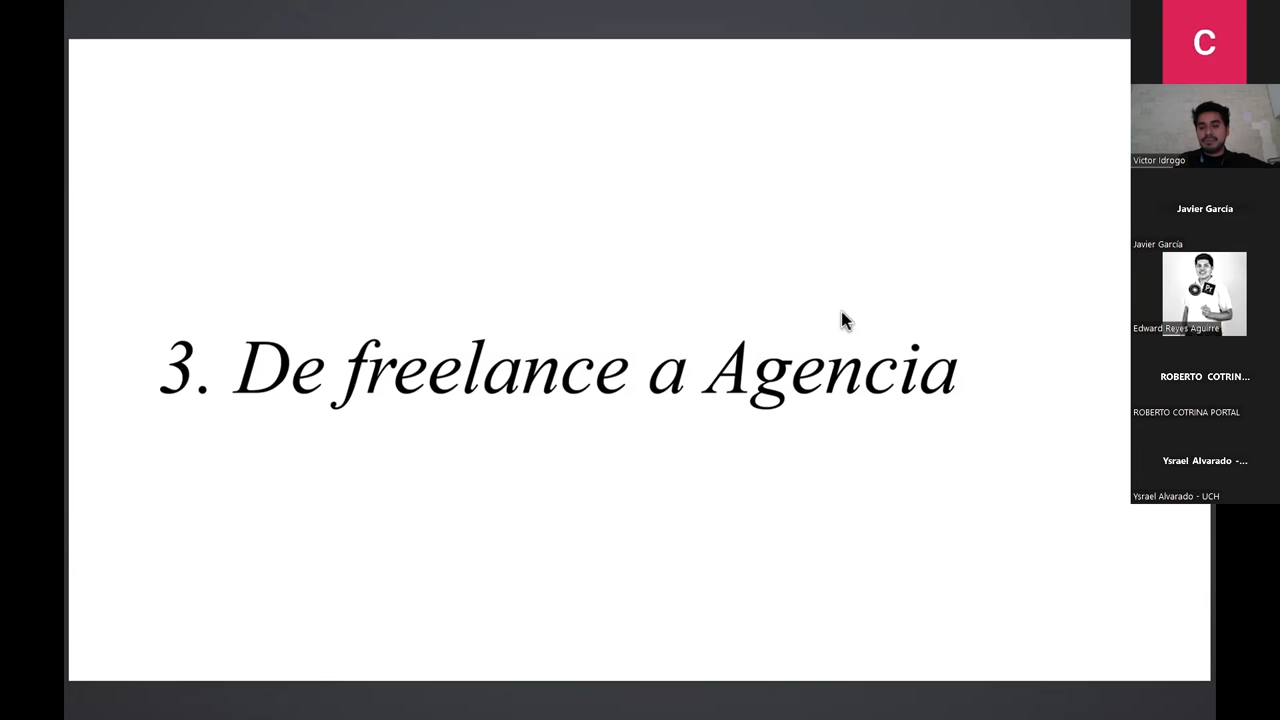 C
Victor Idrogo
Javier García
Javier García
Pr
Edward Reyes Aguirre
ROBERTO COTRIN...
ROBERTO COTRINA PORTAL
Ysrael Alvarado -...
Ysrael Alvarado - UCH
3. De freelance a Agencia